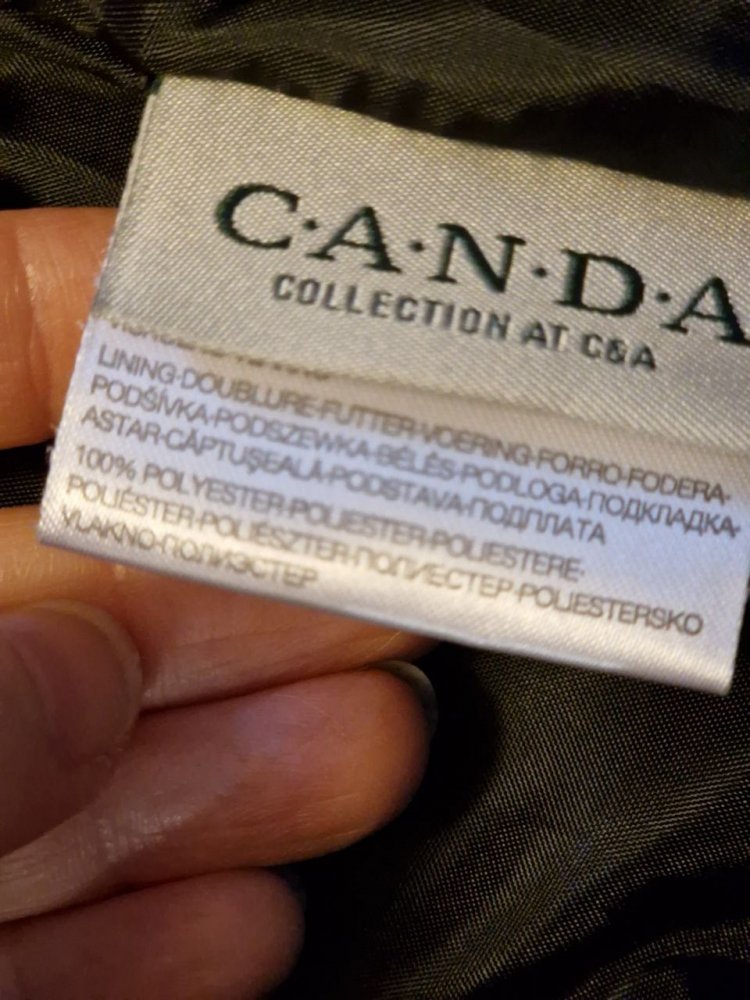 C·A·N·D·A
COLLECTION AT C&A
LINING·DOUBLURE·FUTTER·VOERING·FORRO·FODERA·
PODŠÍVKA·PODSZEWKA·BÉLÉS·PODLOGA·ПОДКЛАДКА·
ASTAR·CĂPTUŞEALĂ·PODSTAVA·ПОДПЛАТА
100% POLYESTER·POLIESTER·POLIESTERE·
POLIÉSTER·POLIÉSZTER·ПОЛИЕСТЕР·POLIESTERSKO
VLAKNO·ПОЛИЭСТЕР